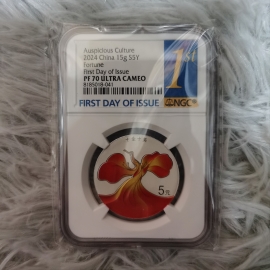 Auspicious Culture
2024 China 15g S5Y
Fortune
First Day of Issue
PF 70 ULTRA CAMEO
FIRST DAY OF ISSUE
1ST
NGC
5元